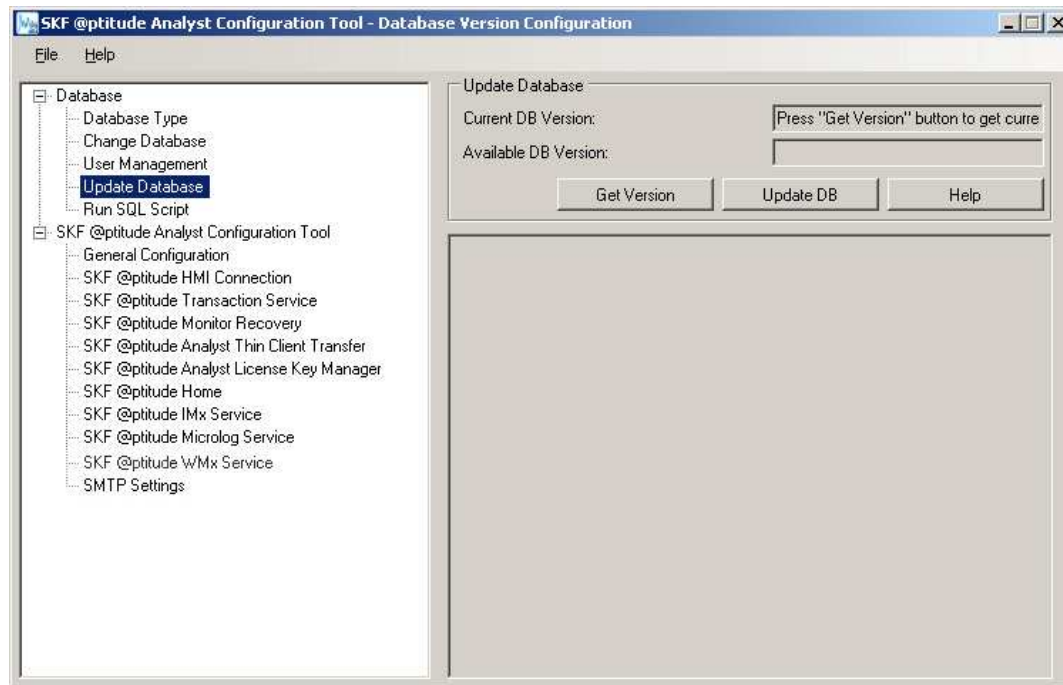 SKF @ptitude Analyst Configuration Tool - Database Version Configuration
File Help
Database
Database Type
Change Database
User Management
Update Database
Run SQL Script
SKF @ptitude Analyst Configuration Tool
General Configuration
SKF @ptitude HMI Connection
SKF @ptitude Transaction Service
SKF @ptitude Monitor Recovery
SKF @ptitude Analyst Thin Client Transfer
SKF @ptitude Analyst License Key Manager
SKF @ptitude Home
SKF @ptitude IMx Service
SKF @ptitude Microlog Service
SKF @ptitude WMx Service
SMTP Settings
Update Database
Current DB Version: Press "Get Version" button to get curre
Available DB Version:
Get Version Update DB Help